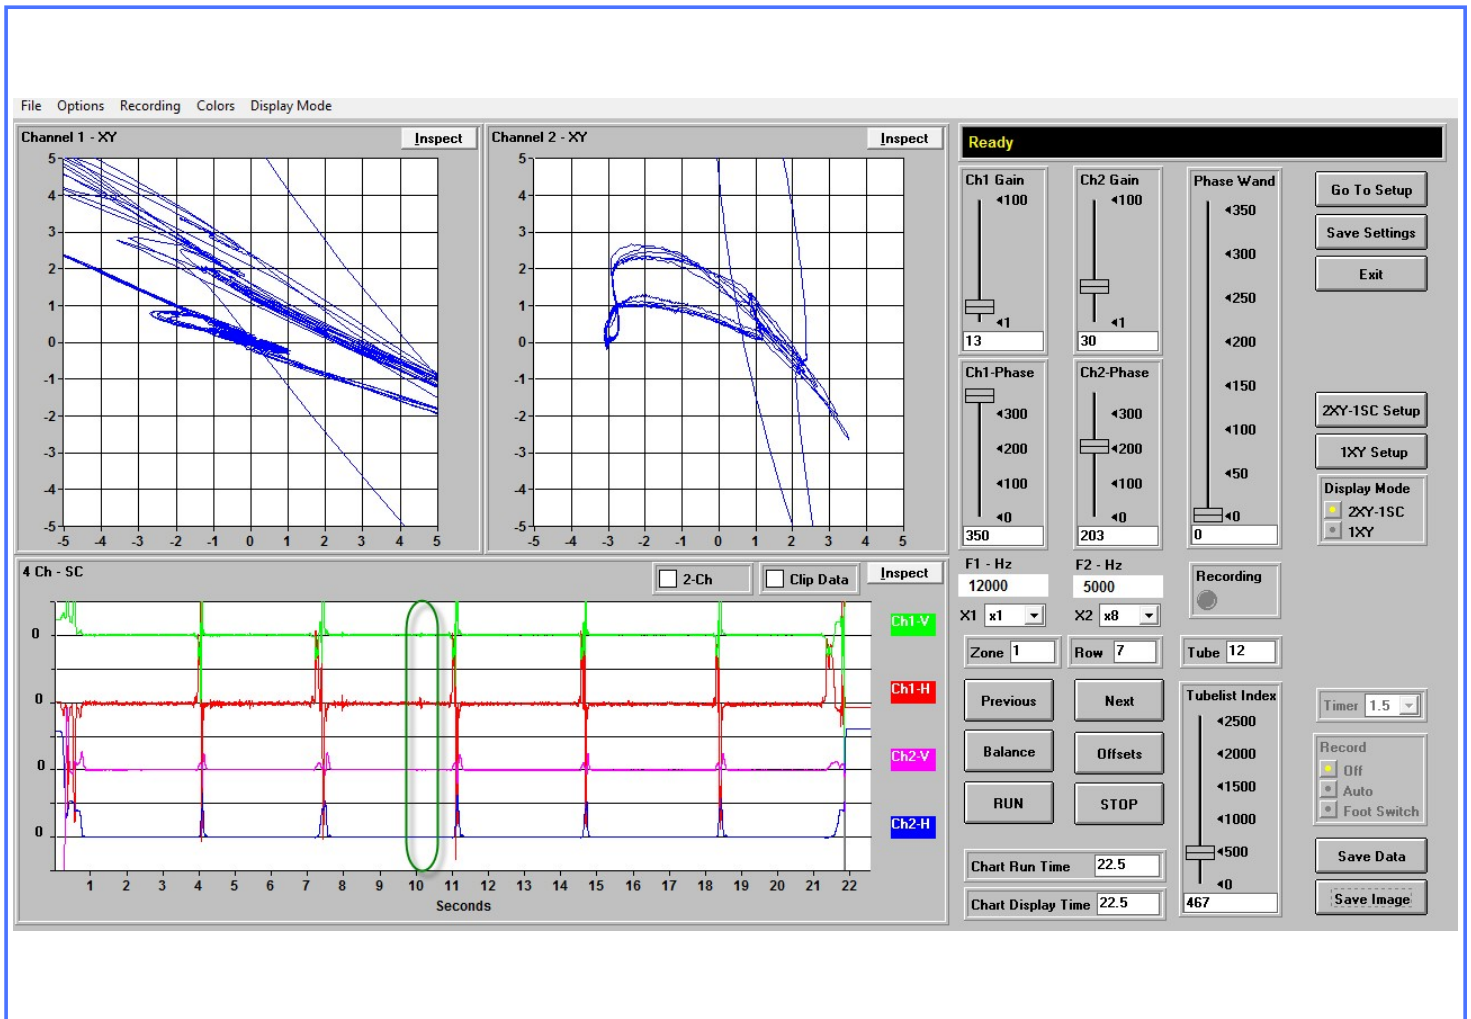 File Options Recording Colors Display Mode
Channel 1 - XY
Inspect
5
4
3
2
1
0
-1
-2
-3
-4
-5
-5 -4 -3 -2 -1 0 1 2 3 4 5
Channel 2 - XY
Inspect
5
4
3
2
1
0
-1
-2
-3
-4
-5
-5 -4 -3 -2 -1 0 1 2 3 4 5
4 Ch - SC
2-Ch
Clip Data
Inspect
0
0
0
0
Ch1-V
Ch1-H
Ch2-V
Ch2-H
1 2 3 4 5 6 7 8 9 10 11 12 13 14 15 16 17 18 19 20 21 22
Seconds
Ready
Ch1 Gain
100
1
13
Ch2 Gain
100
1
30
Phase Wand
350
300
250
200
150
100
50
0
0
Ch1-Phase
300
200
100
0
350
Ch2-Phase
300
200
100
0
203
F1 - Hz
12000
F2 - Hz
5000
X1 x1
X2 x8
Recording
Zone 1
Row 7
Tube 12
Previous
Next
Balance
Offsets
RUN
STOP
Chart Run Time 22.5
Chart Display Time 22.5
Tubelist Index
2500
2000
1500
1000
500
0
467
Go To Setup
Save Settings
Exit
2XY-1SC Setup
1XY Setup
Display Mode
2XY-1SC
1XY
Timer 1.5
Record
Off
Auto
Foot Switch
Save Data
Save Image